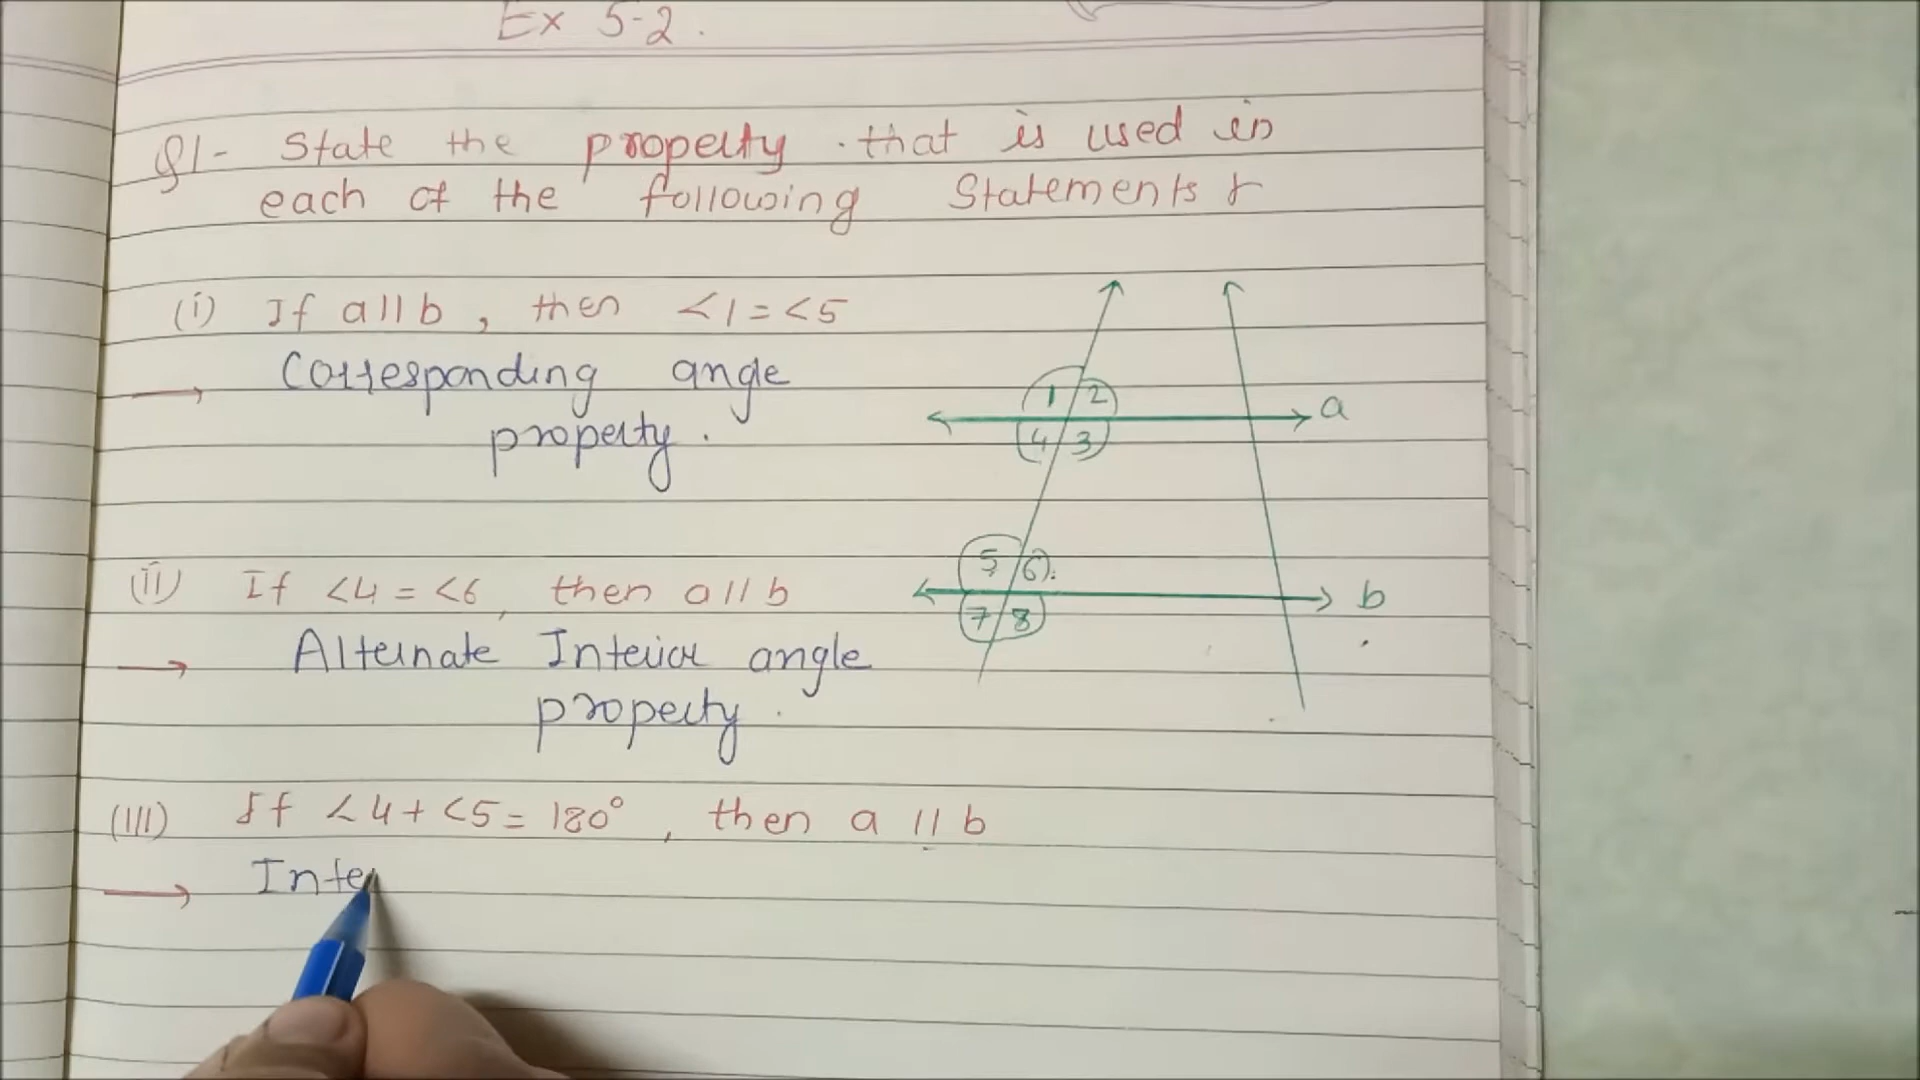 Ex 5.2.
Q1- State the property that is used in
each of the following Statements :
(i) If a || b, then <1 = <5
→ Corresponding angle
property.
(ii) If <4 = <6, then a || b
→ Alternate Interior angle
property.
(III) If <4 + <5 = 180°, then a || b
→ Inte
1 2
a
4 3
5 6
b
7 8